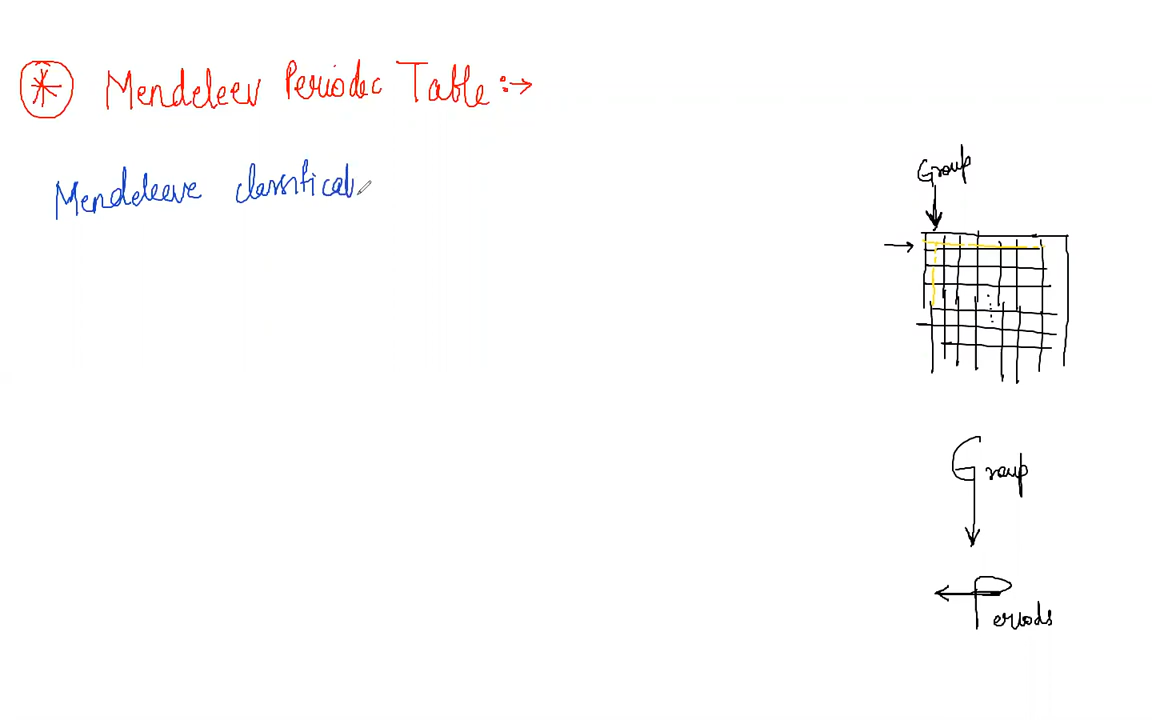 * Mendeleev Periodic Table :→
Mendeleeve classificat
Group
Group
Periods